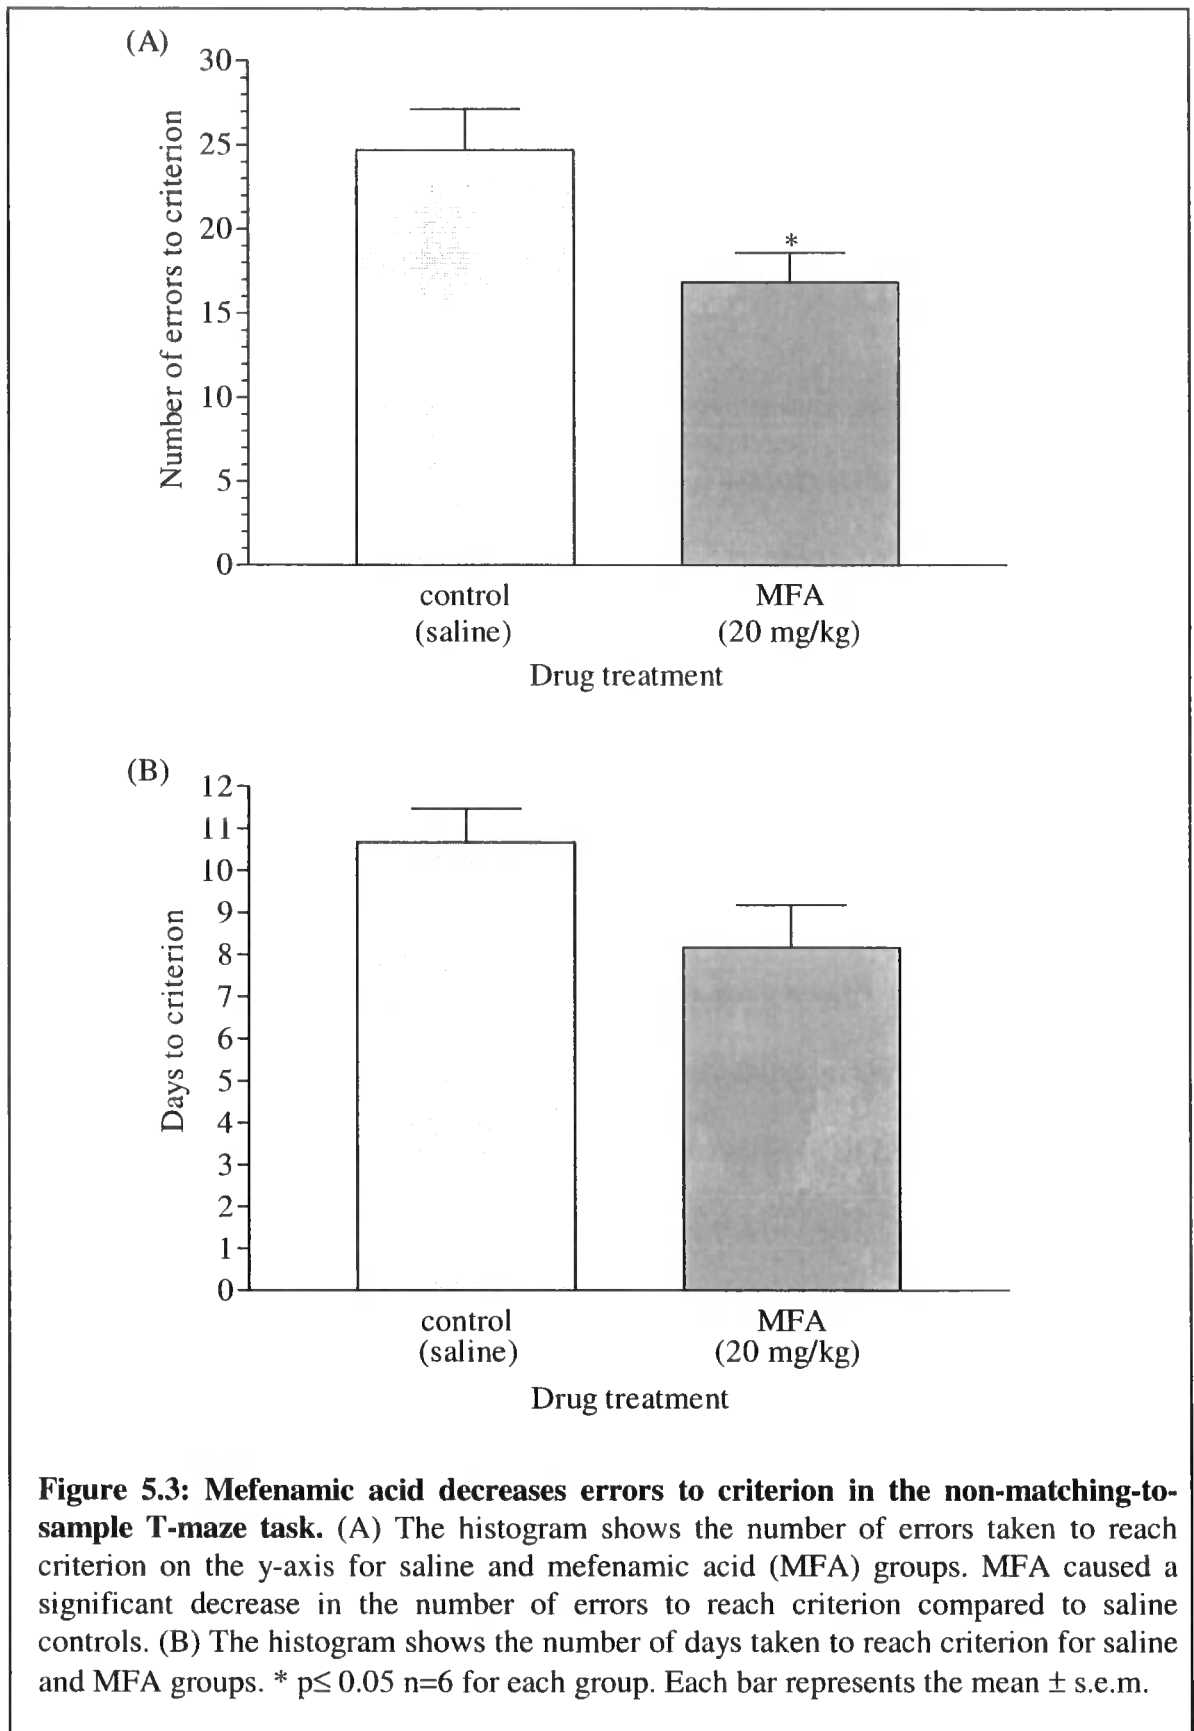 (A)
30
25
20
15
10
5
0
Number of errors to criterion
*
control
(saline)
MFA
(20 mg/kg)
Drug treatment
(B)
12
11
10
9
8
7
6
5
4
3
2
1
0
Days to criterion
control
(saline)
MFA
(20 mg/kg)
Drug treatment
Figure 5.3: Mefenamic acid decreases errors to criterion in the non-matching-to-
sample T-maze task. (A) The histogram shows the number of errors taken to reach
criterion on the y-axis for saline and mefenamic acid (MFA) groups. MFA caused a
significant decrease in the number of errors to reach criterion compared to saline
controls. (B) The histogram shows the number of days taken to reach criterion for saline
and MFA groups. * p≤ 0.05 n=6 for each group. Each bar represents the mean ± s.e.m.